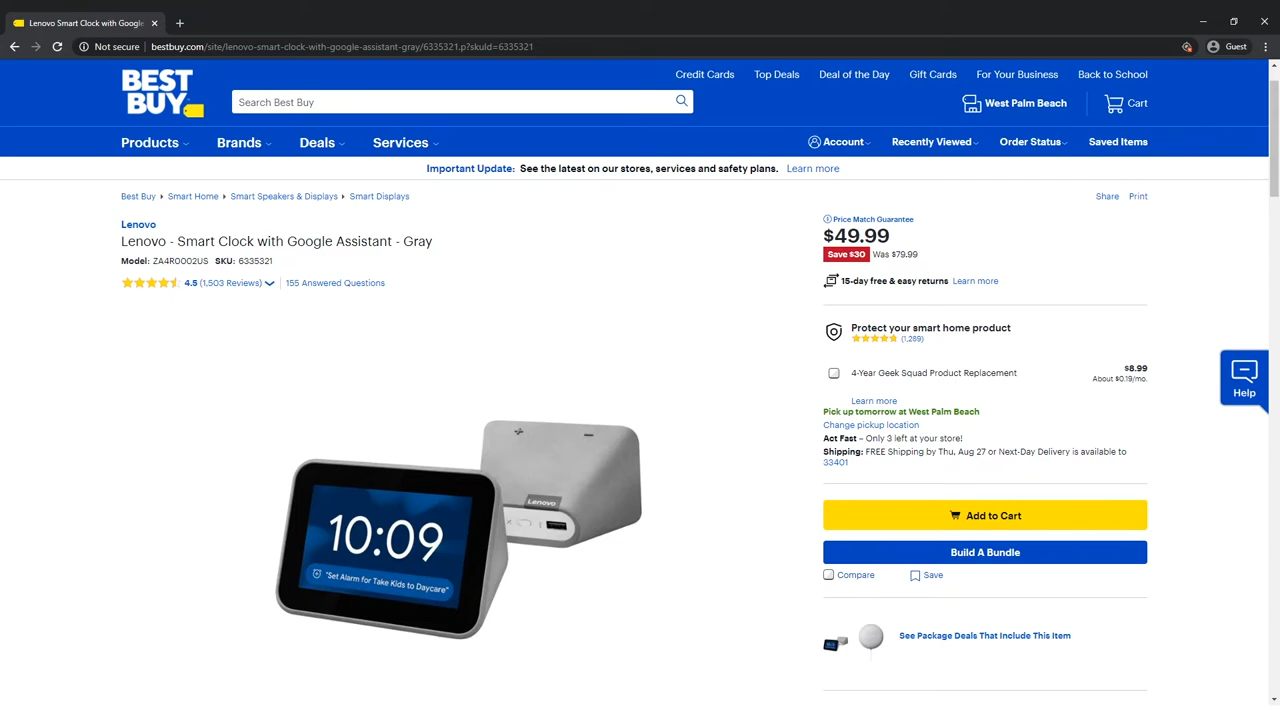 Lenovo Smart Clock with Google
Not secure
bestbuy.com/site/lenovo-smart-clock-with-google-assistant-gray/6335321.p?skuId=6335321
Guest
BEST BUY
Credit Cards
Top Deals
Deal of the Day
Gift Cards
For Your Business
Back to School
Search Best Buy
West Palm Beach
Cart
Products
Brands
Deals
Services
Account
Recently Viewed
Order Status
Saved Items
Important Update: See the latest on our stores, services and safety plans. Learn more
Best Buy
Smart Home
Smart Speakers & Displays
Smart Displays
Share
Print
Lenovo
Lenovo - Smart Clock with Google Assistant - Gray
Model: ZA4R0002US SKU: 6335321
4.5 (1,503 Reviews)
155 Answered Questions
Price Match Guarantee
$49.99
Save $30 Was $79.99
15-day free & easy returns Learn more
Protect your smart home product
(1,289)
4-Year Geek Squad Product Replacement
$8.99
About $0.19/mo.
Learn more
Pick up tomorrow at West Palm Beach
Change pickup location
Act Fast – Only 3 left at your store!
Shipping: FREE Shipping by Thu, Aug 27 or Next-Day Delivery is available to
33401
Add to Cart
Build A Bundle
Compare
Save
See Package Deals That Include This Item
Help
Lenovo
10:09
"Set Alarm for Take Kids to Daycare"